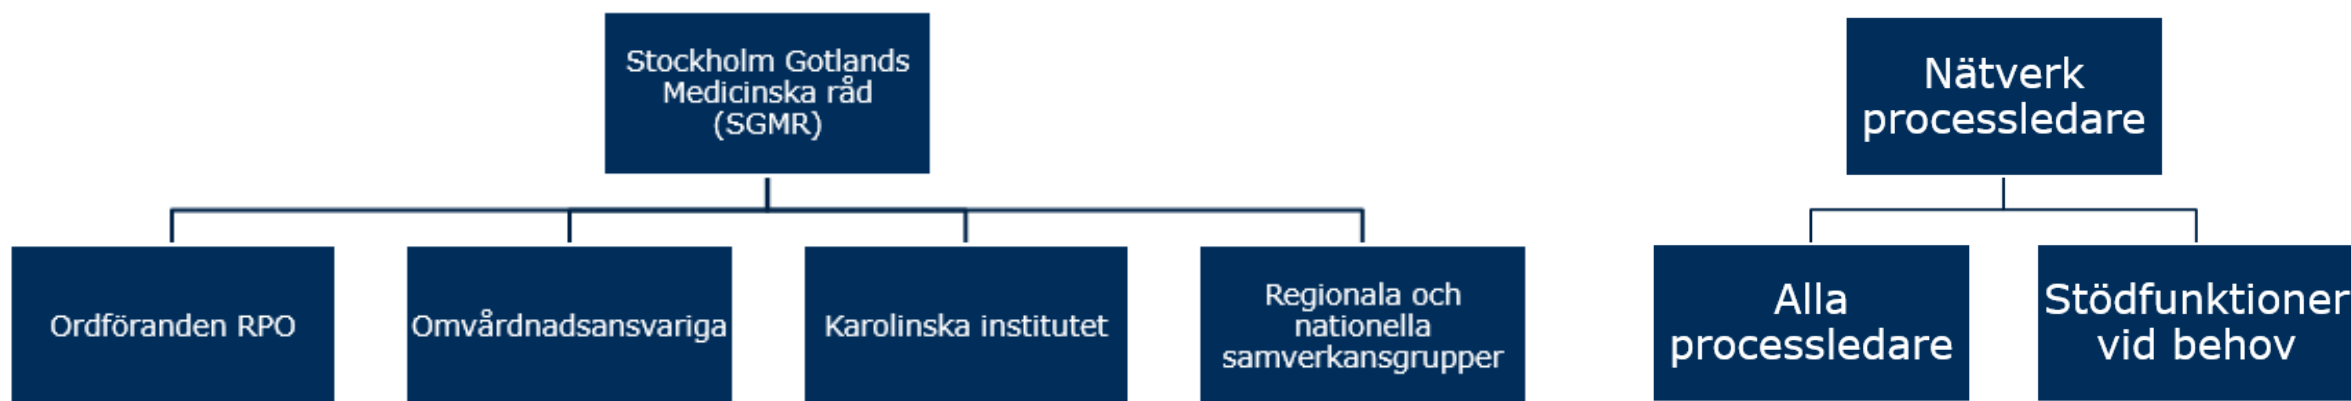 Stockholm Gotlands
Medicinska råd
(SGMR)
Ordföranden RPO
Omvårdnadsansvariga
Karolinska institutet
Regionala och
nationella
samverkansgrupper
Nätverk
processledare
Alla
processledare
Stödfunktioner
vid behov